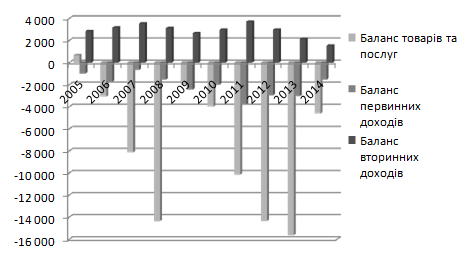 4 000
2 000
0
-2 000
-4 000
-6 000
-8 000
-10 000
-12 000
-14 000
-16 000
2005
2006
2007
2008
2009
2010
2011
2012
2013
2014
Баланс товарів та
послуг
Баланс
первинних
доходів
Баланс
вторинних
доходів